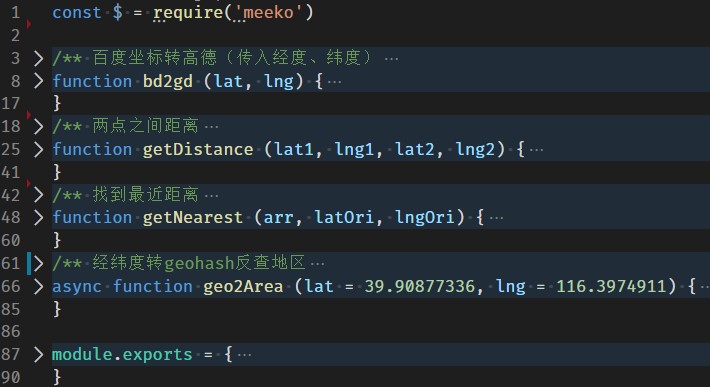 1 const $ = require('meeko')
2
3 /** 百度坐标转高德（传入经度、纬度） …
8 function bd2gd (lat, lng) { …
17 }
18 /** 两点之间距离 …
25 function getDistance (lat1, lng1, lat2, lng2) { …
41 }
42 /** 找到最近距离 …
48 function getNearest (arr, latOri, lngOri) { …
60 }
61 /** 经纬度转geohash反查地区 …
66 async function geo2Area (lat = 39.90877336, lng = 116.3974911) { …
85 }
86
87 module.exports = { …
90 }